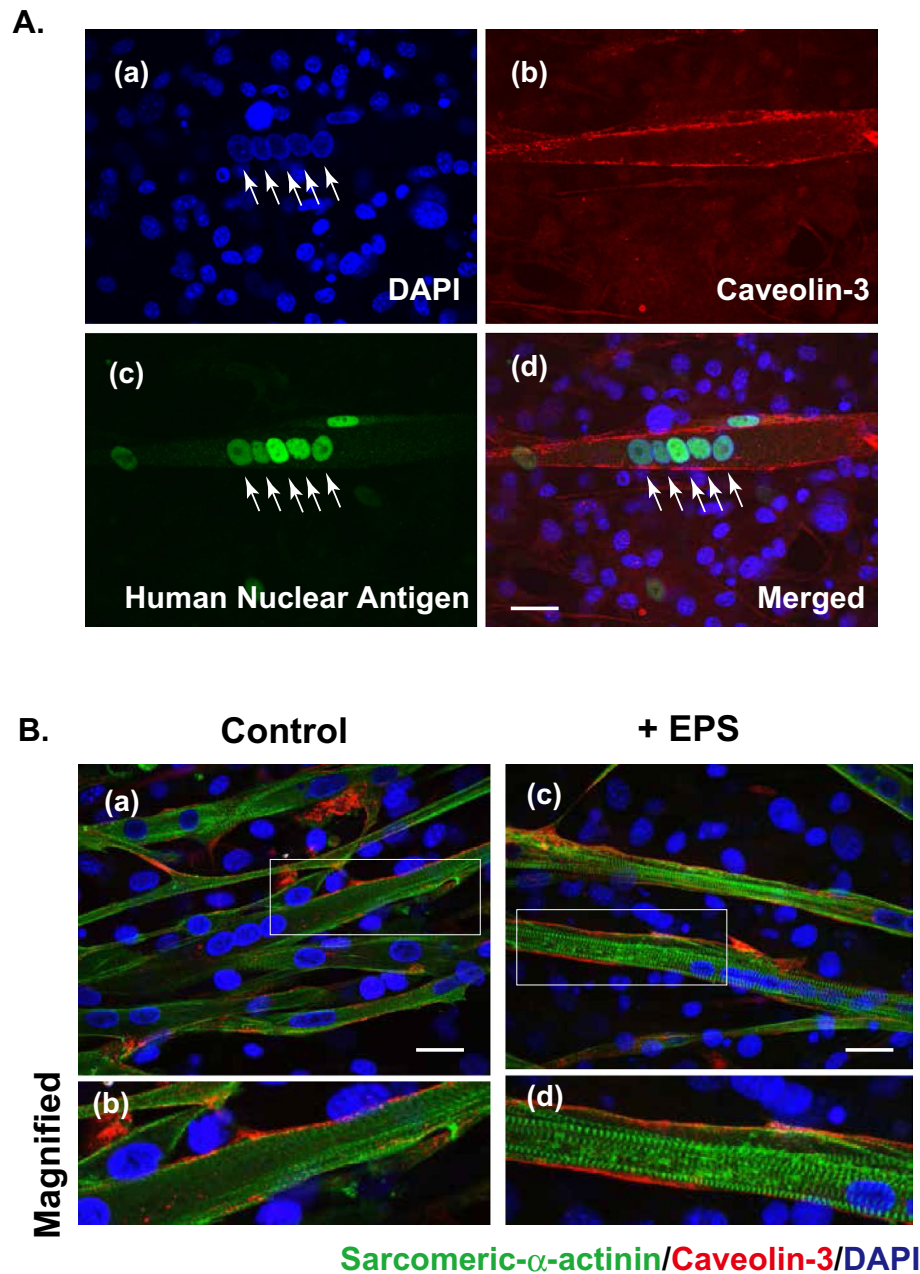 A.
(a)
DAPI
(b)
Caveolin-3
(c)
Human Nuclear Antigen
(d)
Merged
B.
Control
+ EPS
(a)
(c)
Magnified
(b)
(d)
Sarcomeric-α-actinin/Caveolin-3/DAPI